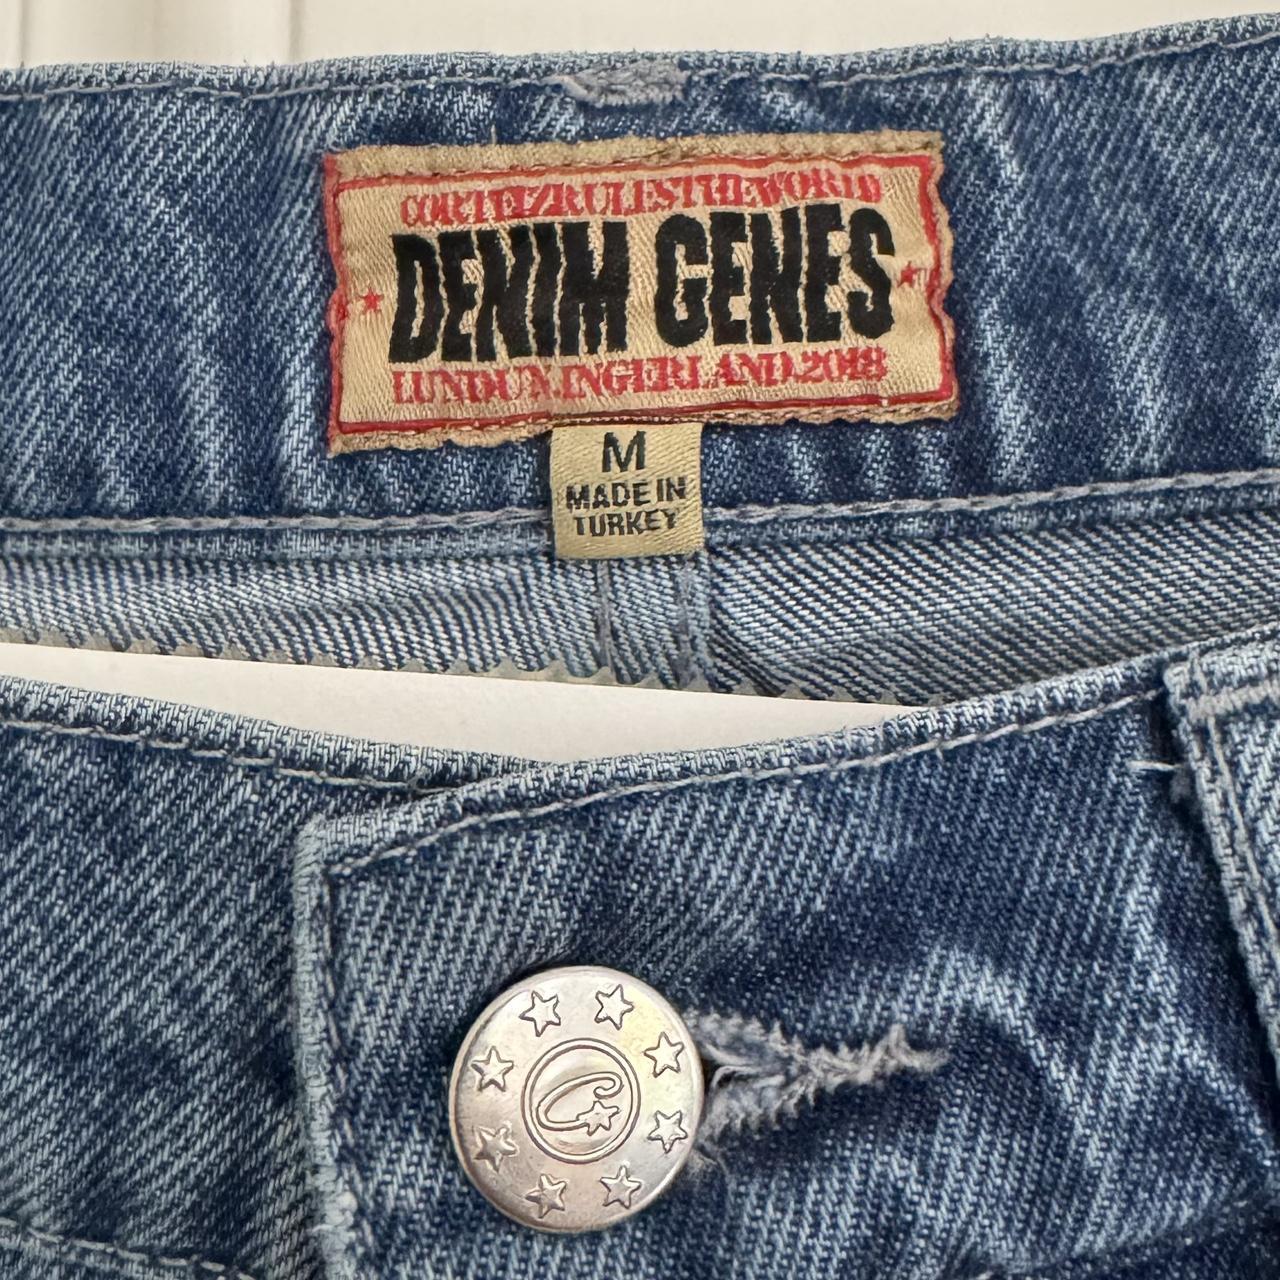 CORTEIZRULESTHEWORLD
DENIM GENES
LUNDUN.INGERLAND.2018
M
MADE IN
TURKEY
C